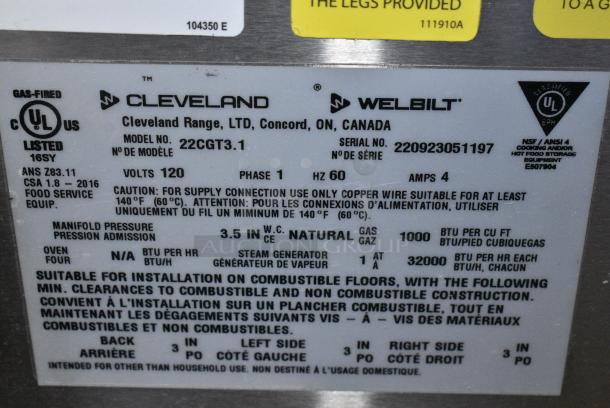 104350 E
THE LEGS PROVIDED
111910A
TO A G
GAS-FIRED
C UL US
LISTED
16SY
ANS Z83.11
CSA 1.8 - 2016
FOOD SERVICE
EQUIP.
™ CLEVELAND ® WELBILT
Cleveland Range, LTD, Concord, ON, CANADA
MODEL NO. 22CGT3.1 SERIAL NO. 220923051197
Nº DE MODÈLE Nº DE SÉRIE
VOLTS 120 PHASE 1 HZ 60 AMPS 4
CLASSIFIED
UL
EPH
NSF / ANSI 4
COOKING AND/OR
HOT FOOD STORAGE
EQUIPMENT
E507904
CAUTION: FOR SUPPLY CONNECTION USE ONLY COPPER WIRE SUITABLE FOR AT LEAST
140°F (60°C). ATTENTION: POUR LES CONNEXIONS D'ALIMENTATION, UTILISER
UNIQUEMENT DU FIL UN MIMINUM DE 140°F (60°C).
MANIFOLD PRESSURE 3.5 IN W.C. NATURAL GAS 1000 BTU PER CU FT
PRESSION ADMISSION CE GAZ BTU/PIED CUBIQUEGAS
OVEN N/A BTU PER HR STEAM GENERATOR 1 AT 32000 BTU PER HR EACH
FOUR BTU/H GÉNÉRATEUR DE VAPEUR A BTU/H, CHACUN
AUCTION GROUP
SUITABLE FOR INSTALLATION ON COMBUSTIBLE FLOORS, WITH THE FOLLOWING
MIN. CLEARANCES TO COMBUSTIBLE AND NON COMBUSTIBLE CONSTRUCTION.
CONVIENT À L'INSTALLATION SUR UN PLANCHER COMBUSTIBLE, TOUT EN
MAINTENANT LES DÉGAGEMENTS SUIVANTS VIS - À - VIS DES MATÉRIAUX
COMBUSTIBLES ET NON COMBUSTIBLES.
BACK 3 IN LEFT SIDE 3 IN RIGHT SIDE 3 IN
ARRIÈRE PO CÔTÉ GAUCHE PO CÔTÉ DROIT PO
INTENDED FOR OTHER THAN HOUSEHOLD USE. NON DESTINÉ À L'USAGE DOMESTIQUE.